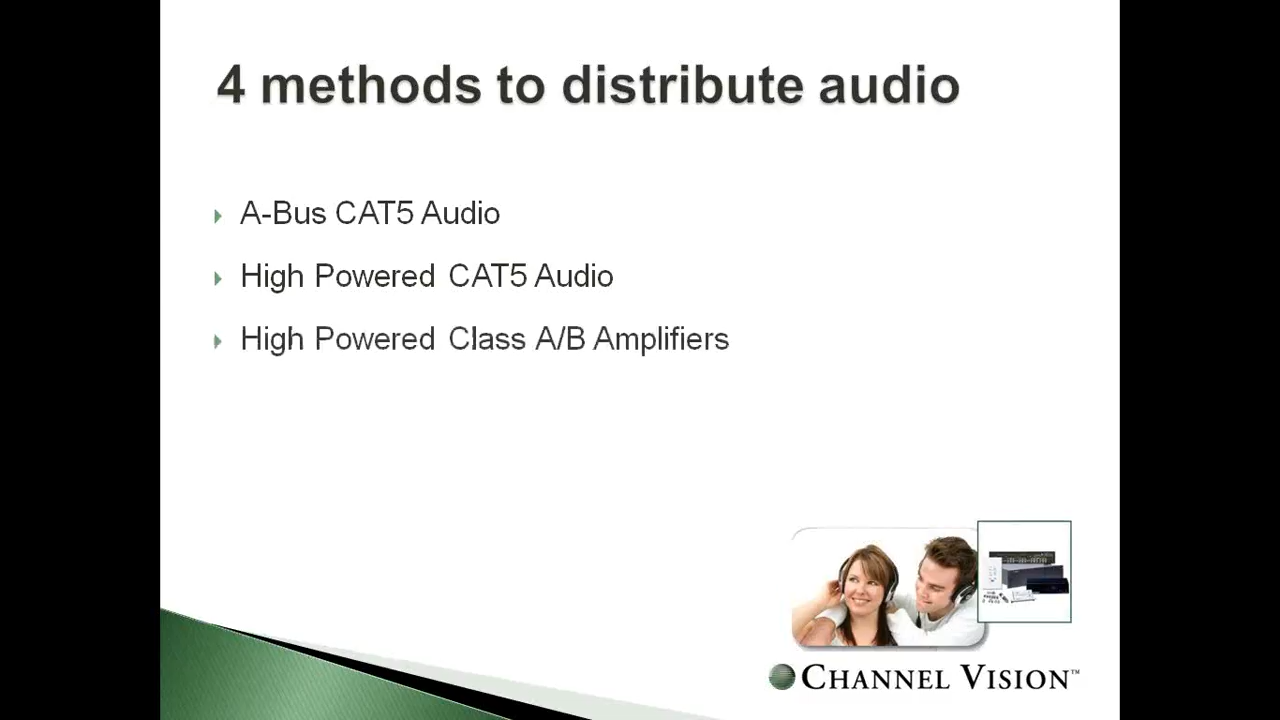 4 methods to distribute audio
A-Bus CAT5 Audio
High Powered CAT5 Audio
High Powered Class A/B Amplifiers
CHANNEL VISION™